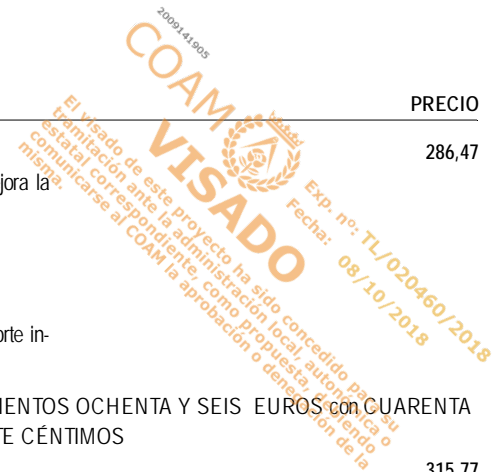 2009141905
COAM
VISADO
Exp. nº: TL/020460/2018
Fecha: 08/10/2018
El visado de este proyecto ha sido concedido para su
tramitación ante la administración local, autonómica o
estatal correspondiente, como propuesta, debiendo
comunicarse al COAM la aprobación o denegación de la
misma.
PRECIO
286,47
jora la
orte in-
IENTOS OCHENTA Y SEIS EUROS con CUARENTA
TE CÉNTIMOS
315,77